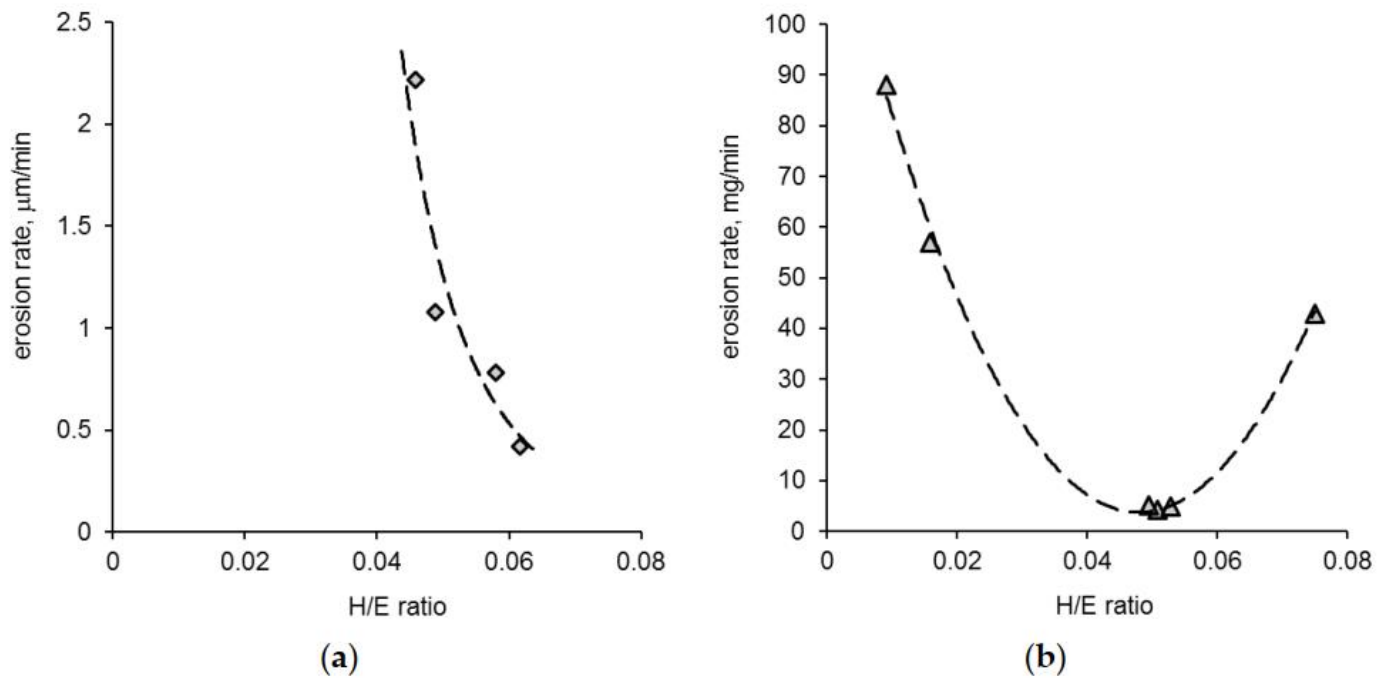 2.5
2
1.5
1
0.5
0
0 0.02 0.04 0.06 0.08
erosion rate, μm/min
H/E ratio
(a)
100
90
80
70
60
50
40
30
20
10
0
0 0.02 0.04 0.06 0.08
erosion rate, mg/min
H/E ratio
(b)